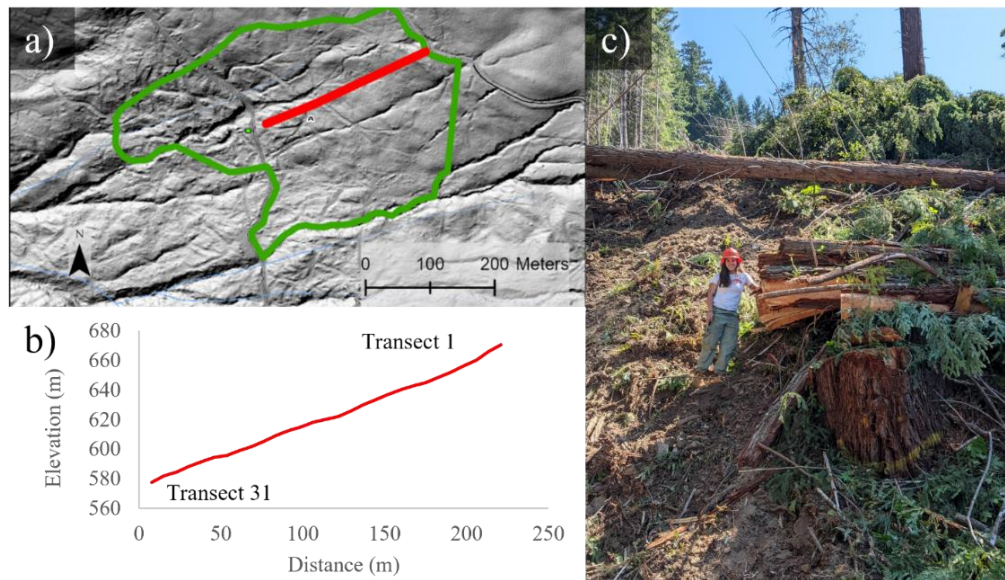 a)
N
A
0 100 200 Meters
b)
680
660
640
620
600
580
560
Elevation (m)
Transect 1
Transect 31
0 50 100 150 200 250
Distance (m)
c)